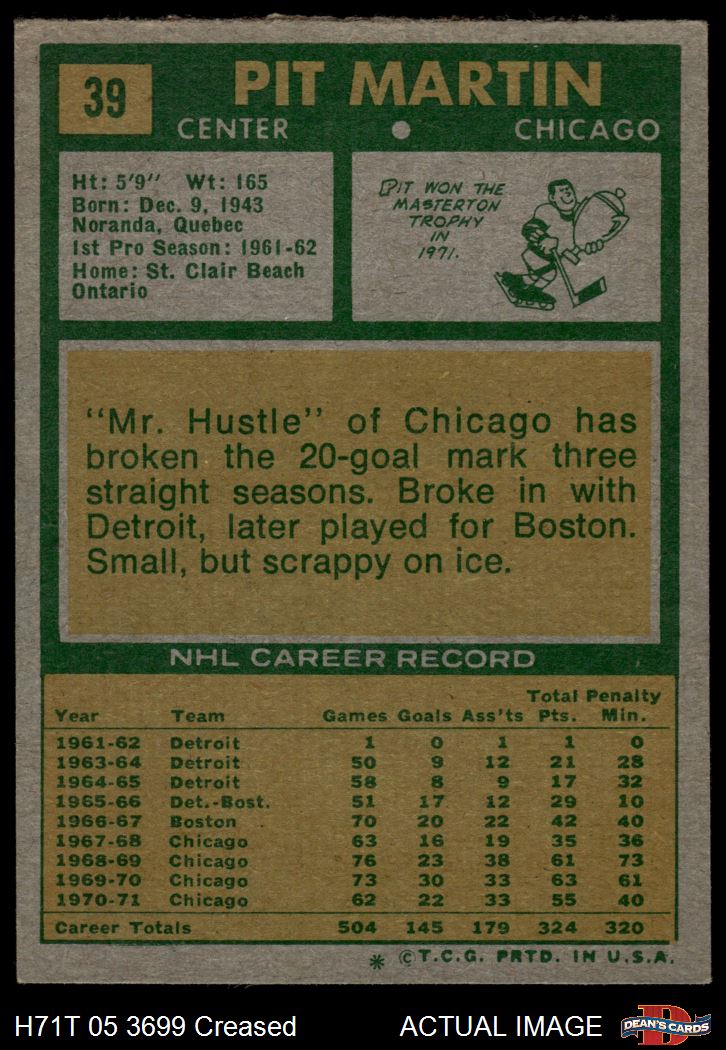 39
PIT MARTIN
CENTER • CHICAGO
Ht: 5'9" Wt: 165
Born: Dec. 9, 1943
Noranda, Quebec
1st Pro Season: 1961-62
Home: St. Clair Beach
Ontario
PIT WON THE
MASTERTON
TROPHY
IN
1971.
"Mr. Hustle" of Chicago has
broken the 20-goal mark three
straight seasons. Broke in with
Detroit, later played for Boston.
Small, but scrappy on ice.
NHL CAREER RECORD
Total Penalty
Year Team Games Goals Ass'ts Pts. Min.
1961-62 Detroit 1 0 1 1 0
1963-64 Detroit 50 9 12 21 28
1964-65 Detroit 58 8 9 17 32
1965-66 Det.-Bost. 51 17 12 29 10
1966-67 Boston 70 20 22 42 40
1967-68 Chicago 63 16 19 35 36
1968-69 Chicago 76 23 38 61 73
1969-70 Chicago 73 30 33 63 61
1970-71 Chicago 62 22 33 55 40
Career Totals 504 145 179 324 320
* © T.C.G. PRTD. IN U.S.A.
H71T 05 3699 Creased ACTUAL IMAGE
D
DEAN'S CARDS